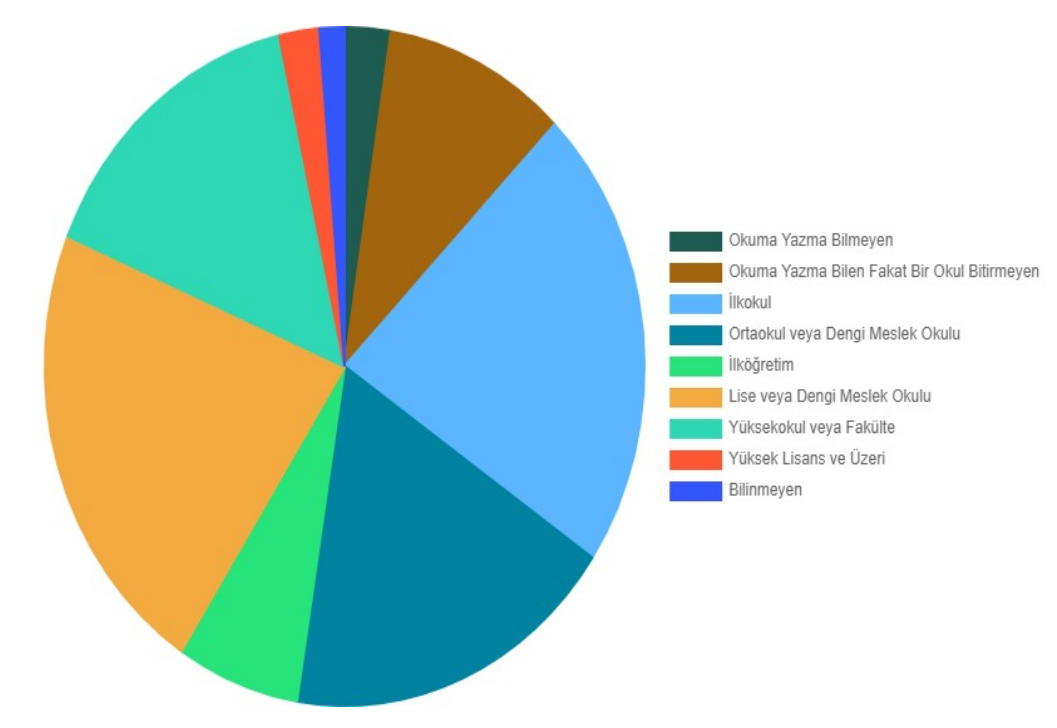 Okuma Yazma Bilmeyen
Okuma Yazma Bilen Fakat Bir Okul Bitirmeyen
İlkokul
Ortaokul veya Dengi Meslek Okulu
İlköğretim
Lise veya Dengi Meslek Okulu
Yüksekokul veya Fakülte
Yüksek Lisans ve Üzeri
Bilinmeyen